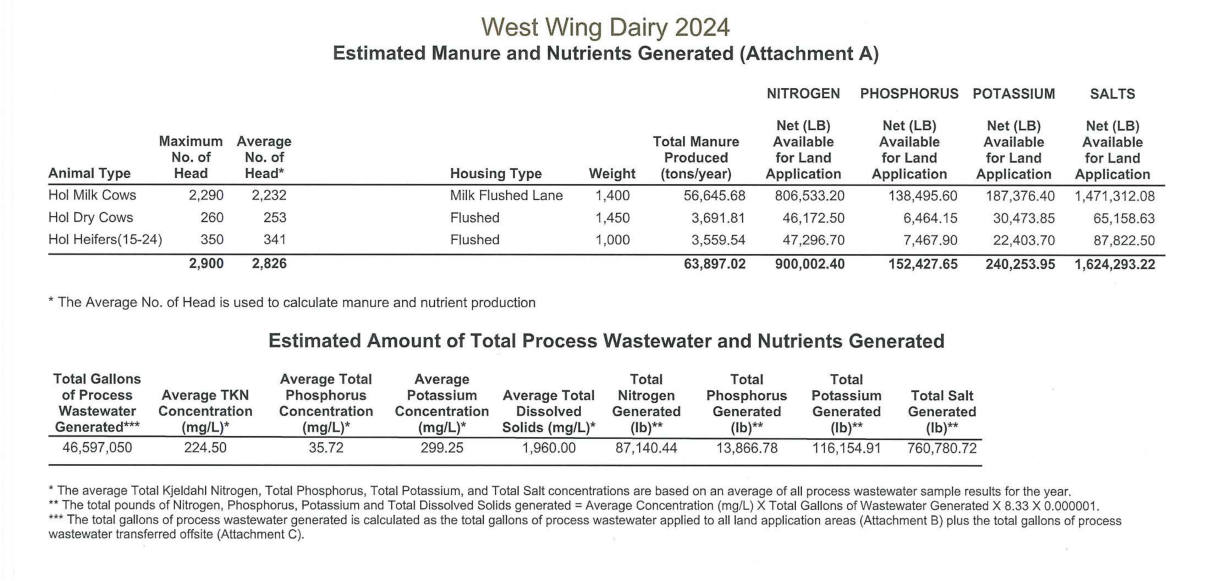 West Wing Dairy 2024
Estimated Manure and Nutrients Generated (Attachment A)
NITROGEN PHOSPHORUS POTASSIUM SALTS
Animal Type Maximum No. of Head Average No. of Head* Housing Type Weight Total Manure Produced (tons/year) Net (LB) Available for Land Application Net (LB) Available for Land Application Net (LB) Available for Land Application Net (LB) Available for Land Application
Hol Milk Cows 2,290 2,232 Milk Flushed Lane 1,400 56,645.68 806,533.20 138,495.60 187,376.40 1,471,312.08
Hol Dry Cows 260 253 Flushed 1,450 3,691.81 46,172.50 6,464.15 30,473.85 65,158.63
Hol Heifers(15-24) 350 341 Flushed 1,000 3,559.54 47,296.70 7,467.90 22,403.70 87,822.50
2,900 2,826 63,897.02 900,002.40 152,427.65 240,253.95 1,624,293.22
* The Average No. of Head is used to calculate manure and nutrient production
Estimated Amount of Total Process Wastewater and Nutrients Generated
Total Gallons of Process Wastewater Generated*** Average TKN Concentration (mg/L)* Average Total Phosphorus Concentration (mg/L)* Average Potassium Concentration (mg/L)* Average Total Dissolved Solids (mg/L)* Total Nitrogen Generated (lb)** Total Phosphorus Generated (lb)** Total Potassium Generated (lb)** Total Salt Generated (lb)**
46,597,050 224.50 35.72 299.25 1,960.00 87,140.44 13,866.78 116,154.91 760,780.72
* The average Total Kjeldahl Nitrogen, Total Phosphorus, Total Potassium, and Total Salt concentrations are based on an average of all process wastewater sample results for the year.
** The total pounds of Nitrogen, Phosphorus, Potassium and Total Dissolved Solids generated = Average Concentration (mg/L) X Total Gallons of Wastewater Generated X 8.33 X 0.000001.
*** The total gallons of process wastewater generated is calculated as the total gallons of process wastewater applied to all land application areas (Attachment B) plus the total gallons of process
wastewater transferred offsite (Attachment C).